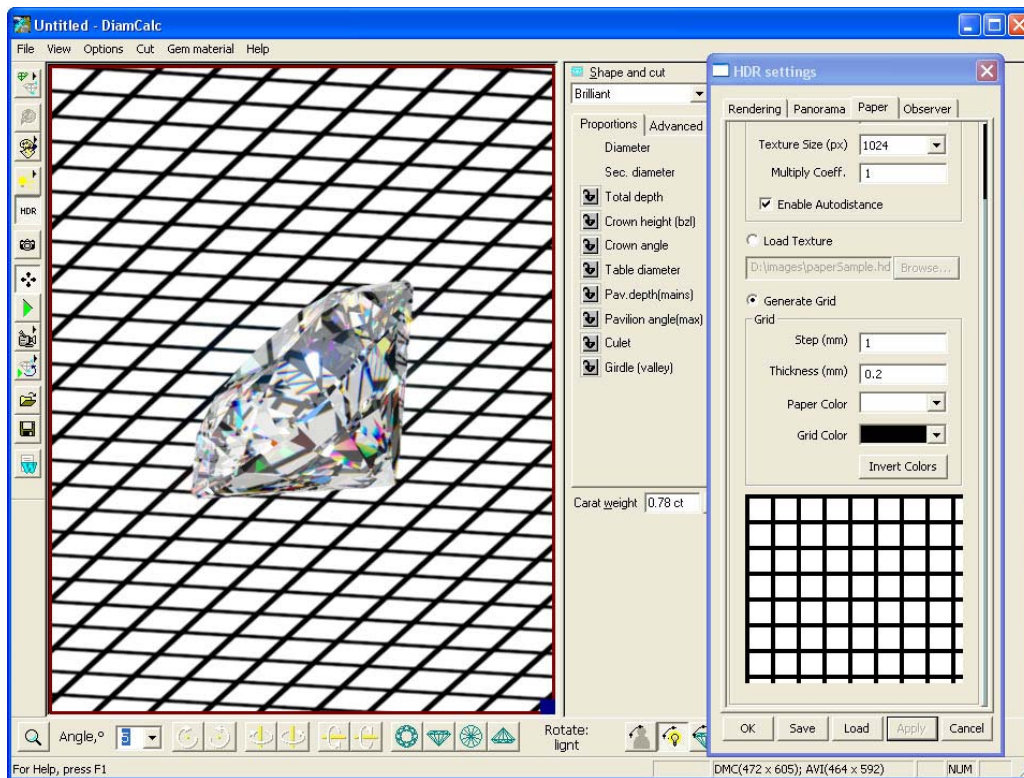 Untitled - DiamCalc
File View Options Cut Gem material Help
HDR
Shape and cut
Brilliant
Proportions Advanced
Diameter
Sec. diameter
Total depth
Crown height (bzl)
Crown angle
Table diameter
Pav.depth(mains)
Pavilion angle(max)
Culet
Girdle (valley)
Carat weight 0.78 ct
HDR settings
Rendering Panorama Paper Observer
Texture Size (px) 1024
Multiply Coeff. 1
Enable Autodistance
Load Texture
D:\images\paperSample.hd Browse...
Generate Grid
Grid
Step (mm) 1
Thickness (mm) 0.2
Paper Color
Grid Color
Invert Colors
OK Save Load Apply Cancel
Angle,° 5
Rotate:
light
For Help, press F1
DMC(472 x 605); AVI(464 x 592) NUM